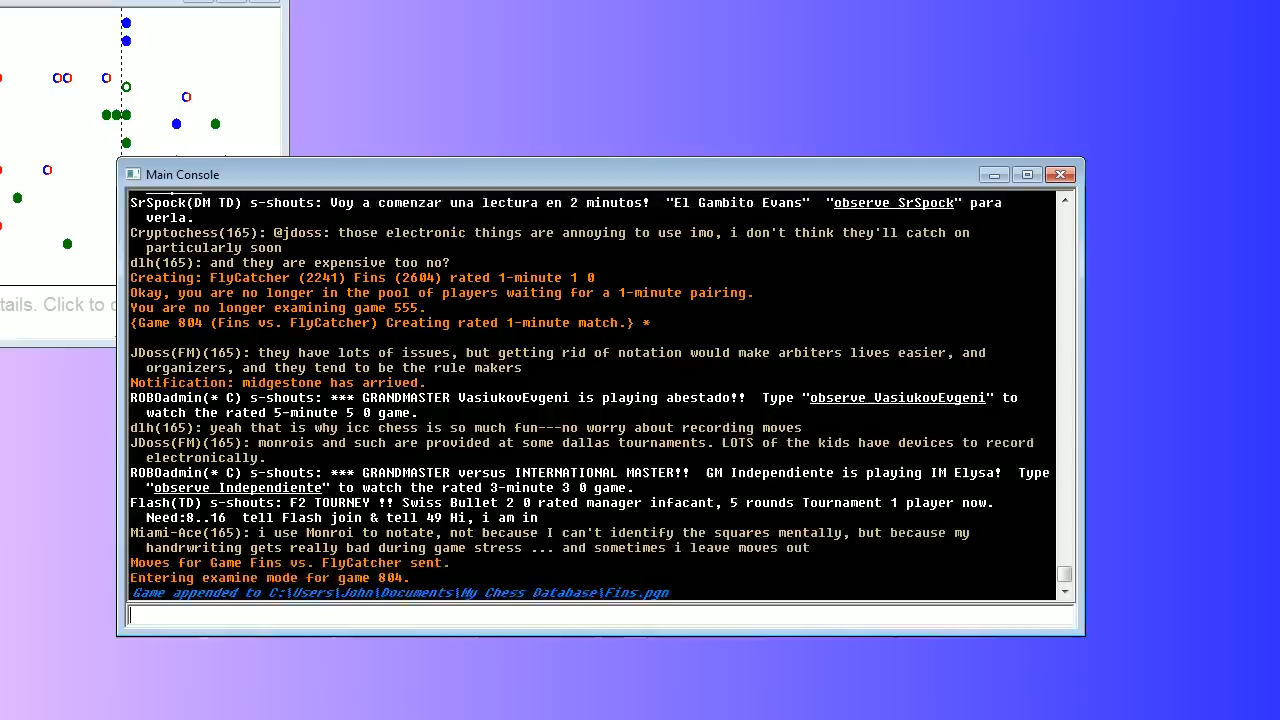 Main Console
SrSpock(DM TD) s-shouts: Voy a comenzar una lectura en 2 minutos!  "El Gambito Evans"  "observe SrSpock" para
verla.
Cryptochess(165): @jdoss: those electronic things are annoying to use imo, i don't think they'll catch on
particularly soon
dlh(165): and they are expensive too no?
Creating: FlyCatcher (2241) Fins (2604) rated 1-minute 1 0
Okay, you are no longer in the pool of players waiting for a 1-minute pairing.
You are no longer examining game 555.
{Game 804 (Fins vs. FlyCatcher) Creating rated 1-minute match.} *
tails. Click to
JDoss(FM)(165): they have lots of issues, but getting rid of notation would make arbiters lives easier, and
organizers, and they tend to be the rule makers
Notification: midgestone has arrived.
ROBOadmin(* C) s-shouts: *** GRANDMASTER VasiukovEvgeni is playing abestado!!  Type "observe VasiukovEvgeni" to
watch the rated 5-minute 5 0 game.
dlh(165): yeah that is why icc chess is so much fun---no worry about recording moves
JDoss(FM)(165): monrois and such are provided at some dallas tournaments. LOTS of the kids have devices to record
electronically.
ROBOadmin(* C) s-shouts: *** GRANDMASTER versus INTERNATIONAL MASTER!!  GM Independiente is playing IM Elysa!  Type
"observe Independiente" to watch the rated 3-minute 3 0 game.
Flash(TD) s-shouts: F2 TOURNEY !! Swiss Bullet 2 0 rated manager infacant, 5 rounds Tournament 1 player now.
Need:8..16  tell Flash join & tell 49 Hi, i am in
Miami-Ace(165): i use Monroi to notate, not because I can't identify the squares mentally, but because my
handrwriting gets really bad during game stress ... and sometimes i leave moves out
Moves for Game Fins vs. FlyCatcher sent.
Entering examine mode for game 804.
Game appended to C:\Users\John\Documents\My Chess Database\Fins.pgn